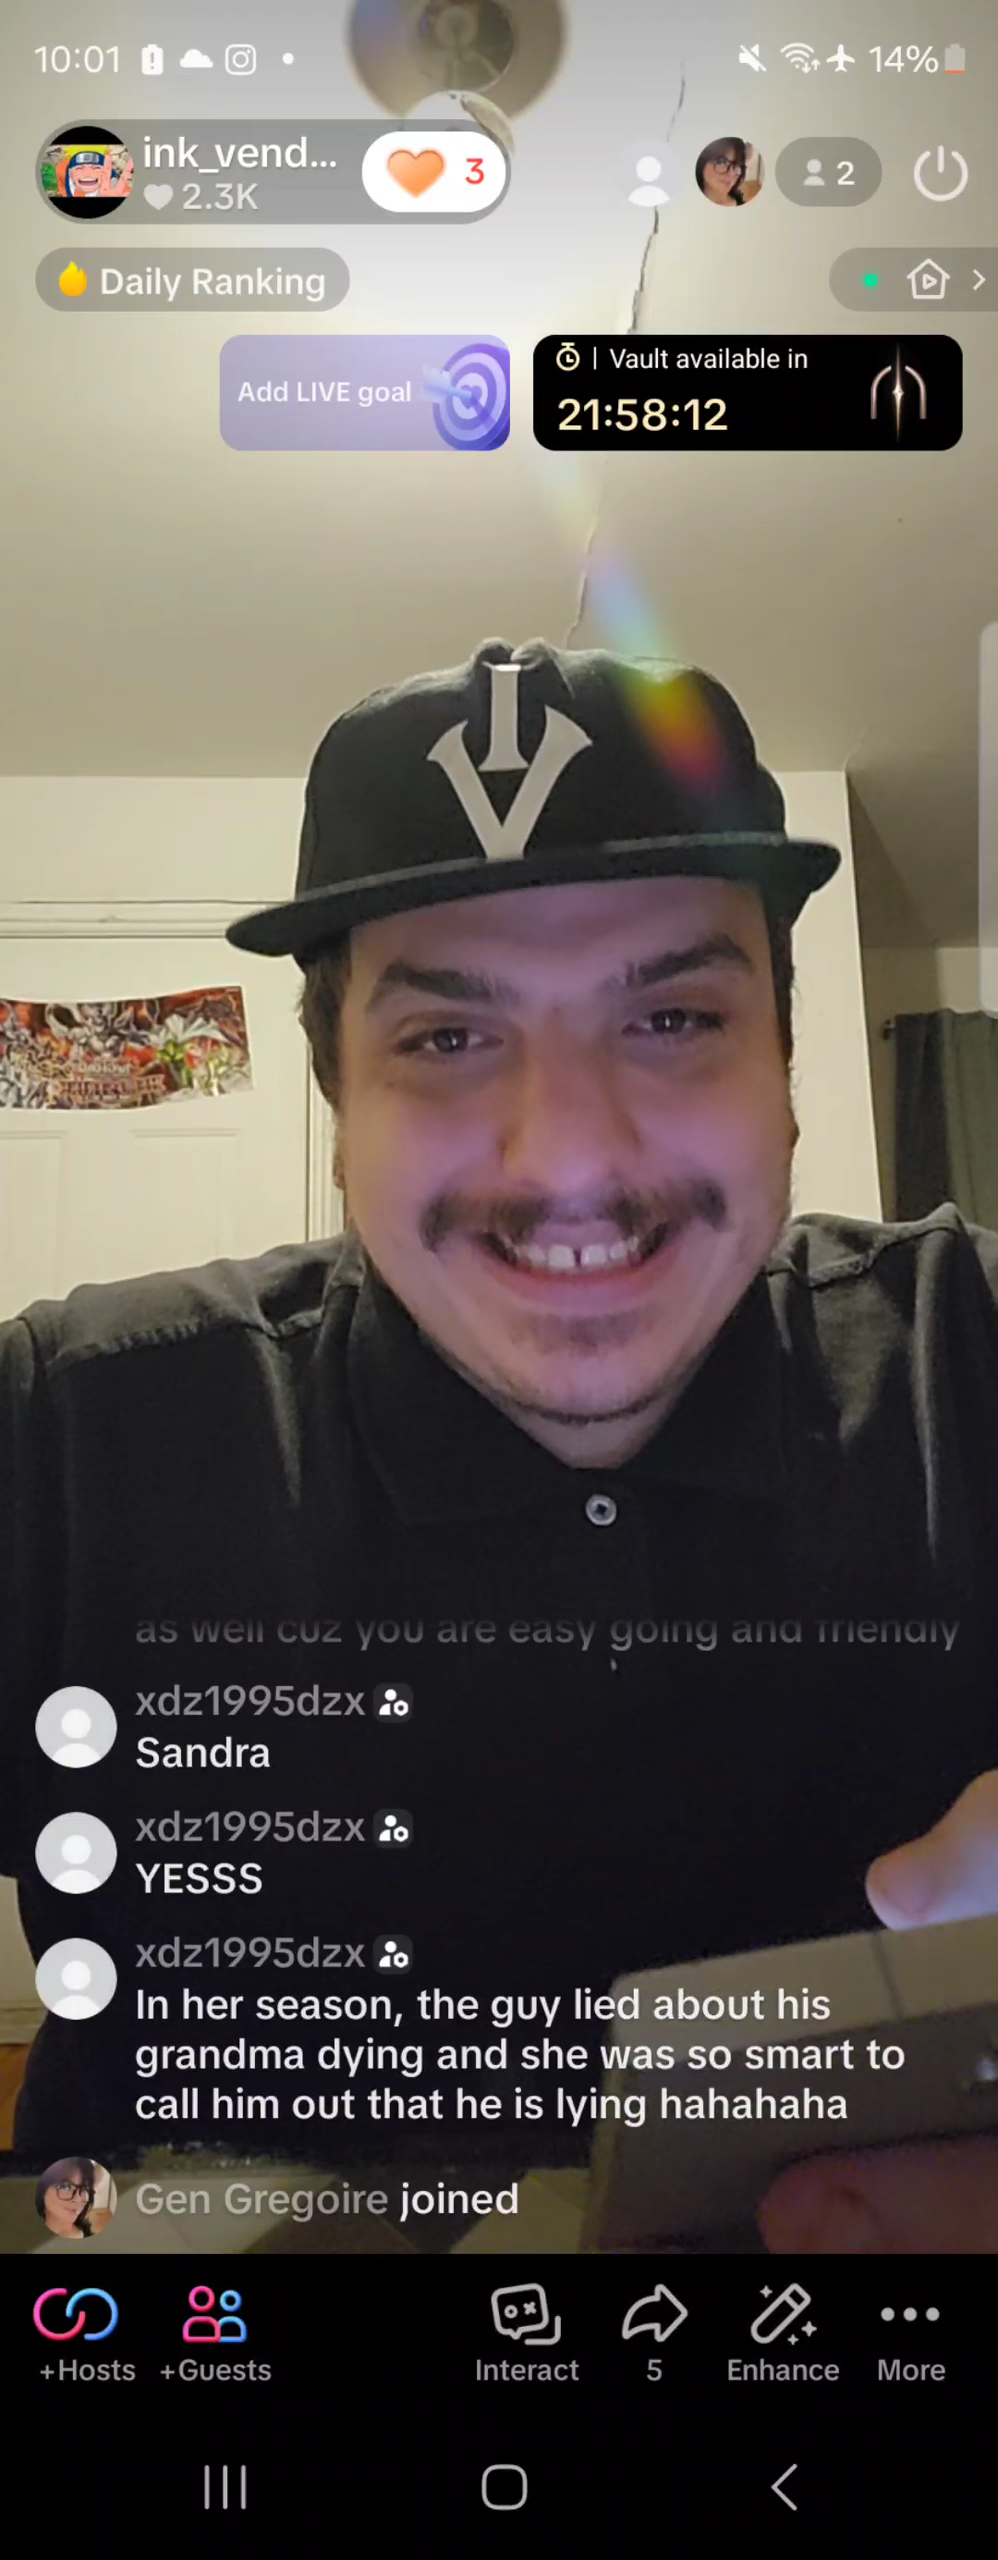 10:01
14%
ink_vend...
2.3K
3
2
Daily Ranking
Add LIVE goal
Vault available in
21:58:12
IV
as well cuz you are easy going and friendly
xdz1995dzx
Sandra
xdz1995dzx
YESSS
xdz1995dzx
In her season, the guy lied about his
grandma dying and she was so smart to
call him out that he is lying hahahaha
Gen Gregoire joined
+Hosts
+Guests
Interact
5
Enhance
More